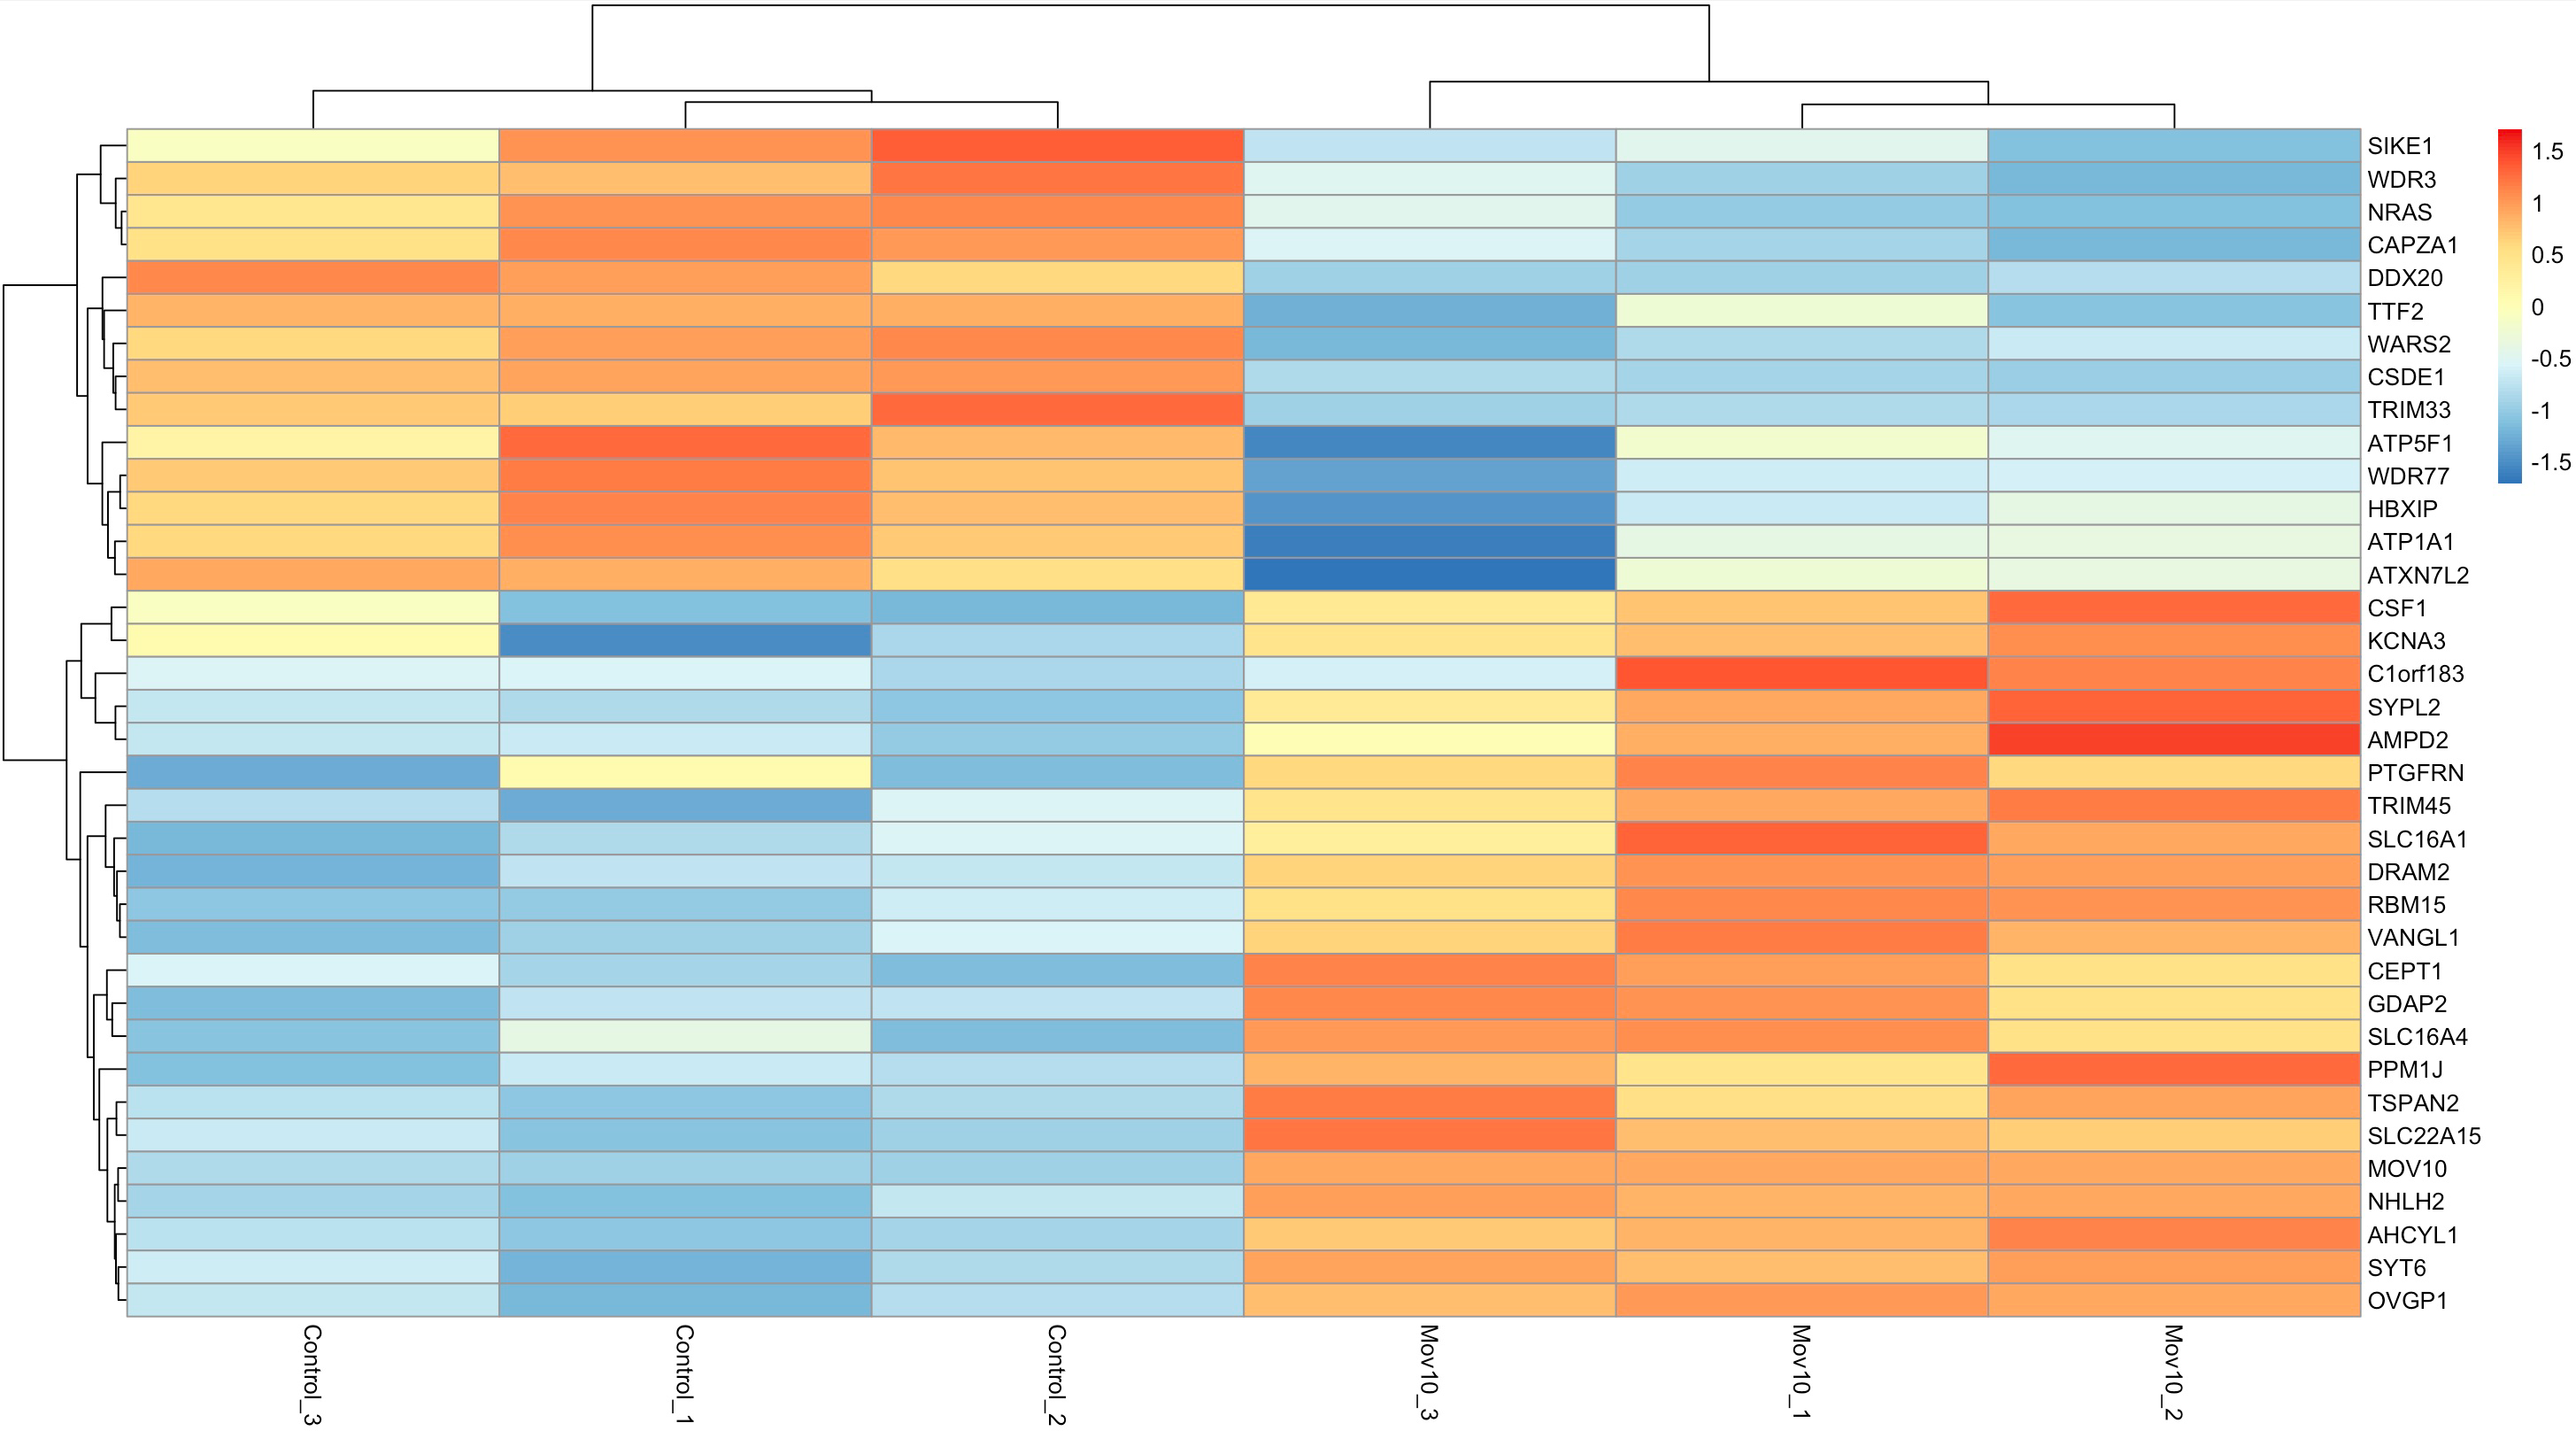 SIKE1
WDR3
NRAS
CAPZA1
DDX20
TTF2
WARS2
CSDE1
TRIM33
ATP5F1
WDR77
HBXIP
ATP1A1
ATXN7L2
CSF1
KCNA3
C1orf183
SYPL2
AMPD2
PTGFRN
TRIM45
SLC16A1
DRAM2
RBM15
VANGL1
CEPT1
GDAP2
SLC16A4
PPM1J
TSPAN2
SLC22A15
MOV10
NHLH2
AHCYL1
SYT6
OVGP1
1.5
1
0.5
0
-0.5
-1
-1.5
Control_3
Control_1
Control_2
Mov10_3
Mov10_1
Mov10_2